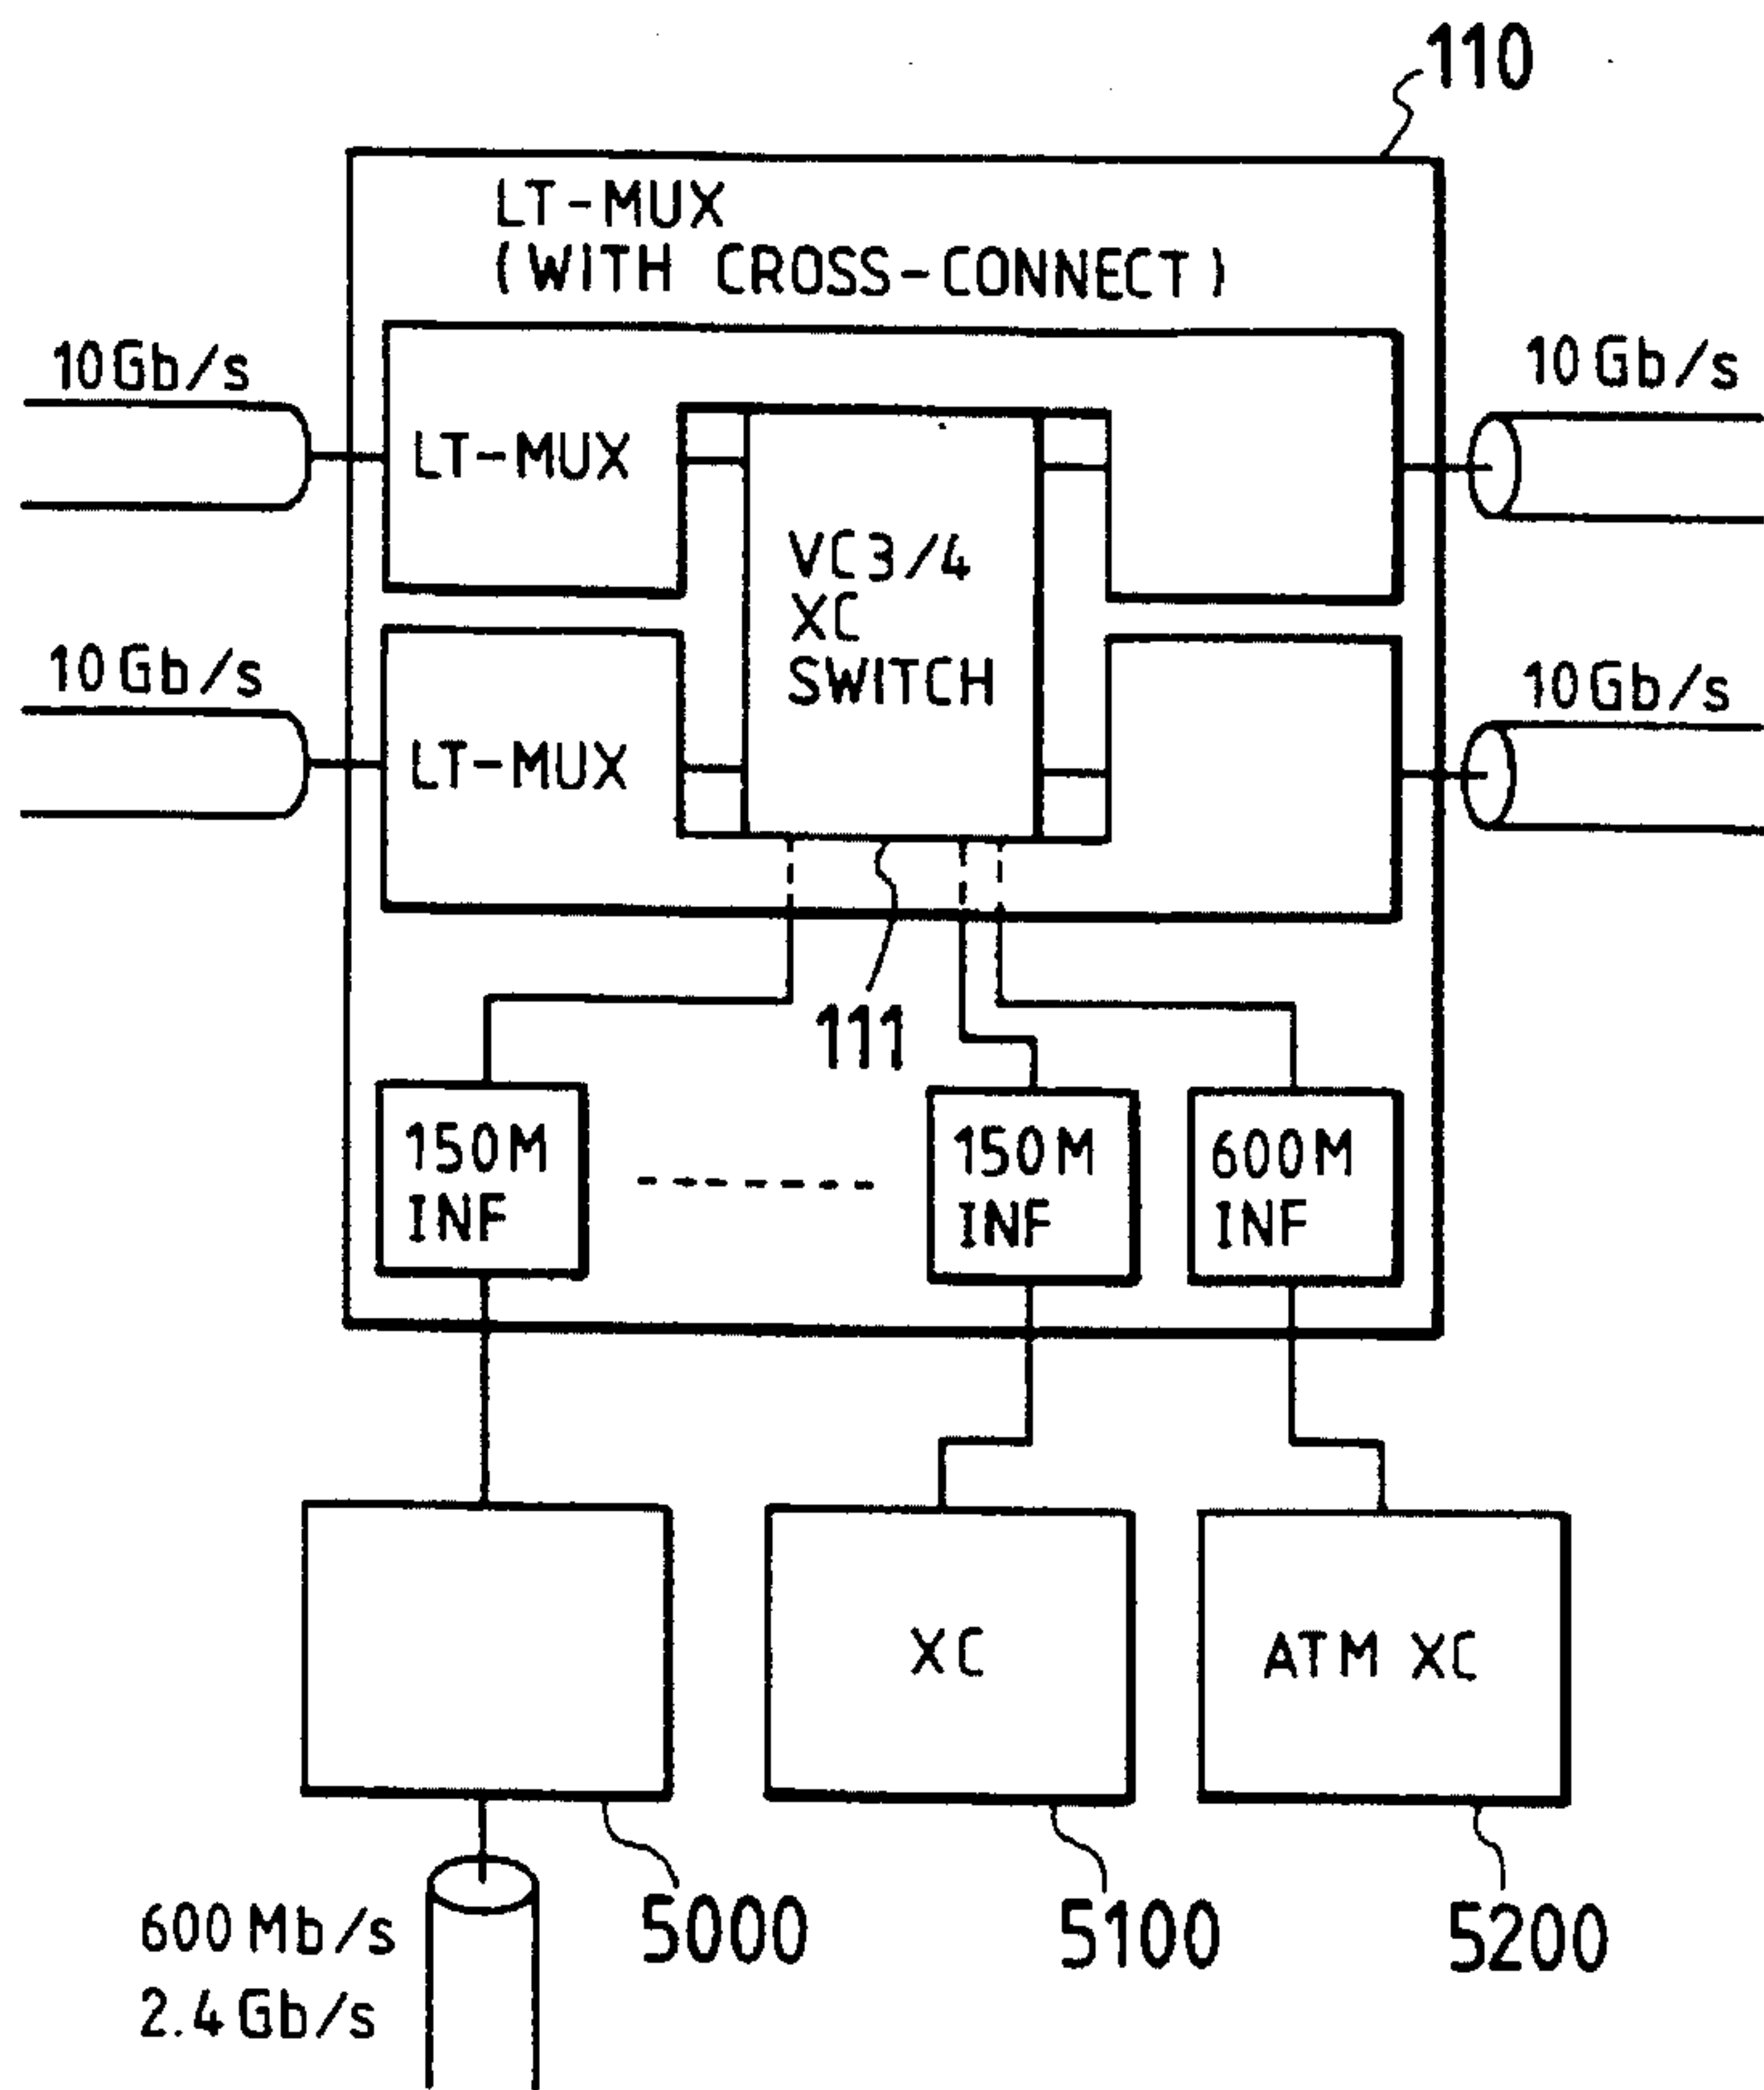 110
LT-MUX
(WITH CROSS-CONNECT)
10Gb/s
10Gb/s
LT-MUX
VC3/4
XC
SWITCH
10Gb/s
10Gb/s
LT-MUX
111
150M
INF
150M
INF
600M
INF
XC
ATM XC
5000
5100
5200
600Mb/s
2.4Gb/s